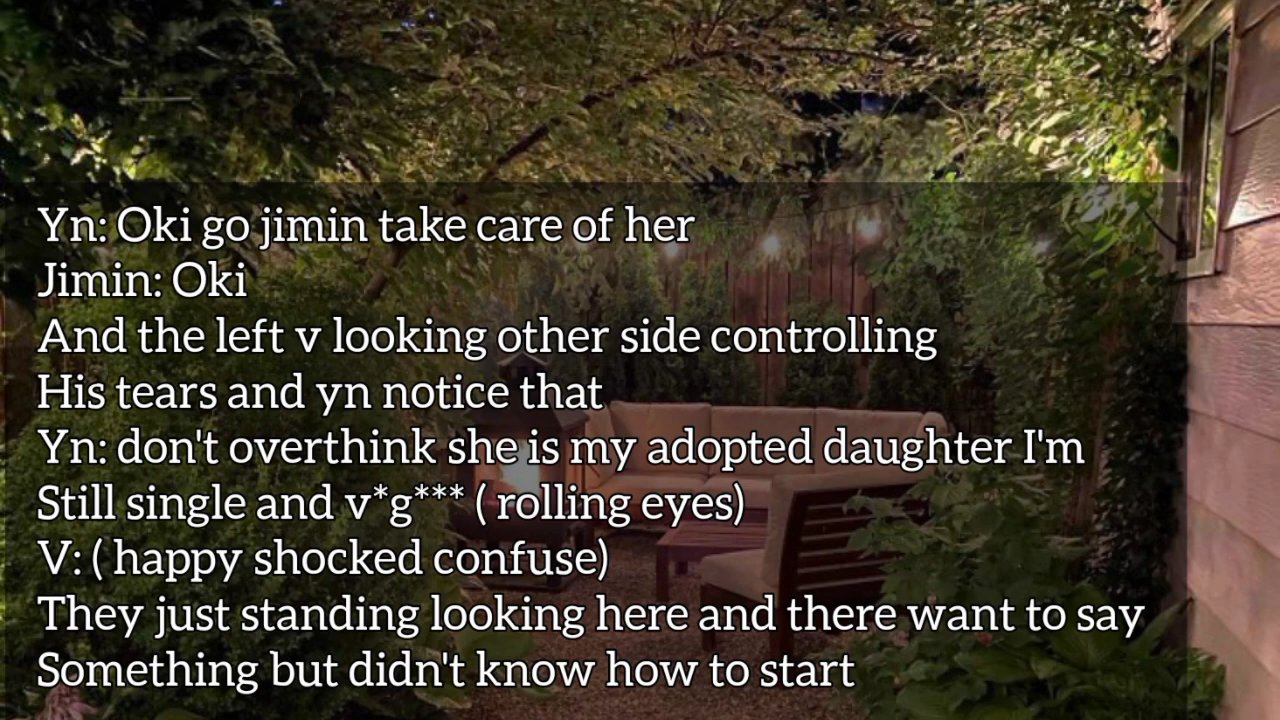 Yn: Oki go jimin take care of her
Jimin: Oki
And the left v looking other side controlling
His tears and yn notice that
Yn: don't overthink she is my adopted daughter I'm
Still single and v*g*** ( rolling eyes)
V: ( happy shocked confuse)
They just standing looking here and there want to say
Something but didn't know how to start